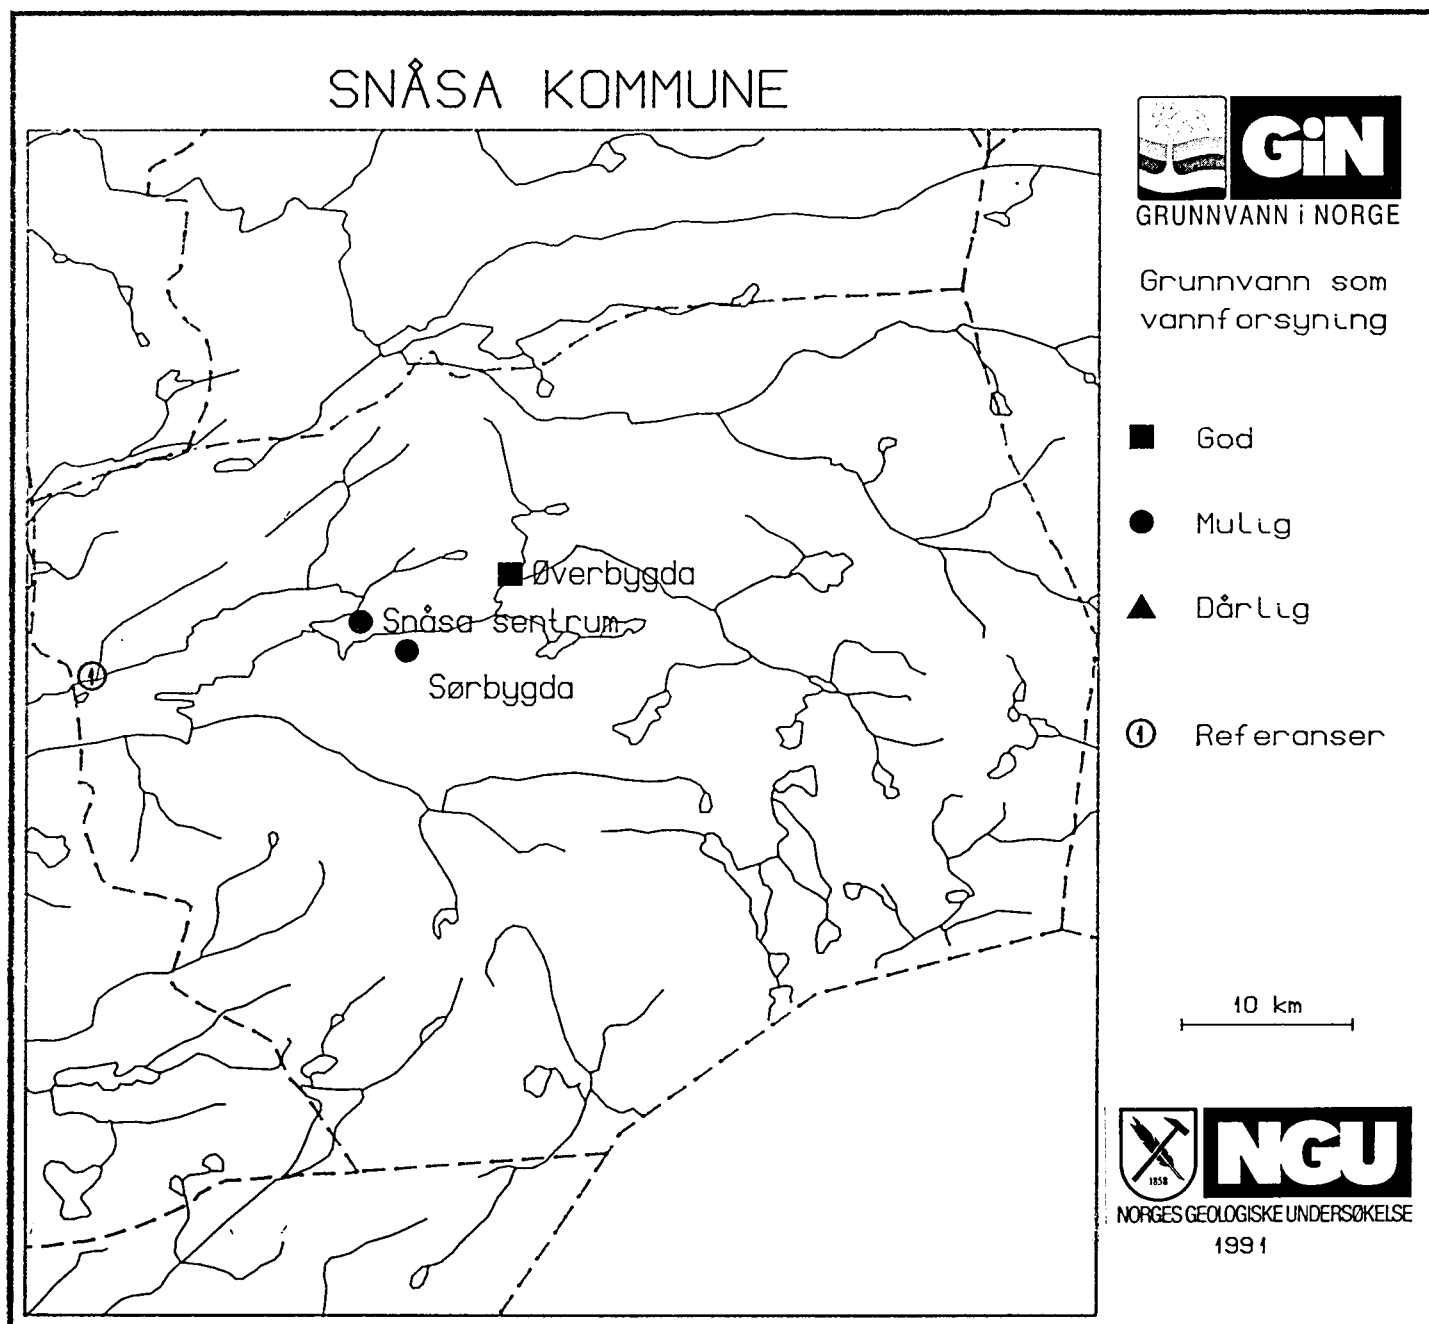 SNÅSA KOMMUNE
GiN
GRUNNVANN i NORGE
Grunnvann som
vannforsyning
God
Mulig
Dårlig
1 Referanser
Øverbygda
Snåsa sentrum
Sørbygda
1
10 km
1858
NGU
NORGES GEOLOGISKE UNDERSØKELSE
1991